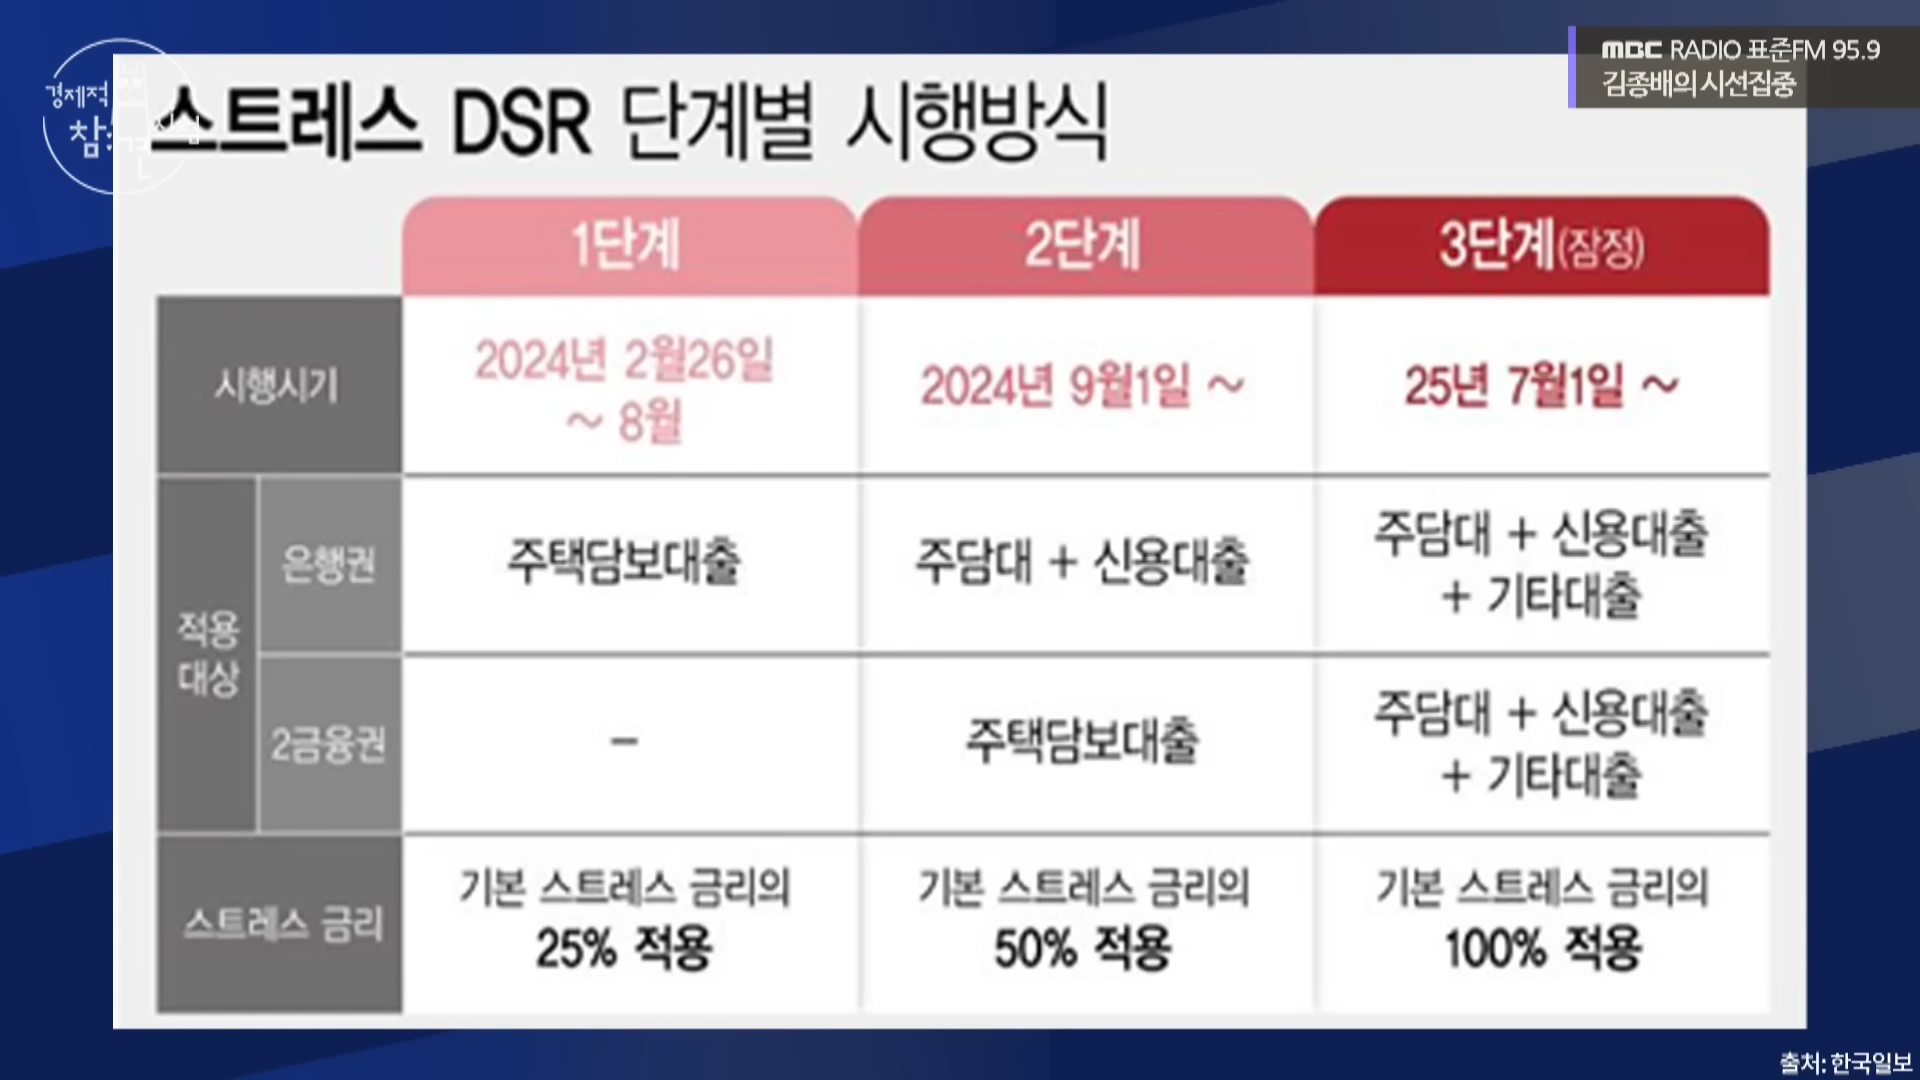 MBC RADIO 표준FM 95.9
김종배의 시선집중
경제적
참
스트레스 DSR 단계별 시행방식
1단계
2단계
3단계(잠정)
시행시기
2024년 2월26일
~ 8월
2024년 9월1일 ~
25년 7월1일 ~
적용
대상
은행권
주택담보대출
주담대 + 신용대출
주담대 + 신용대출
+ 기타대출
2금융권
–
주택담보대출
주담대 + 신용대출
+ 기타대출
스트레스 금리
기본 스트레스 금리의
25% 적용
기본 스트레스 금리의
50% 적용
기본 스트레스 금리의
100% 적용
출처: 한국일보